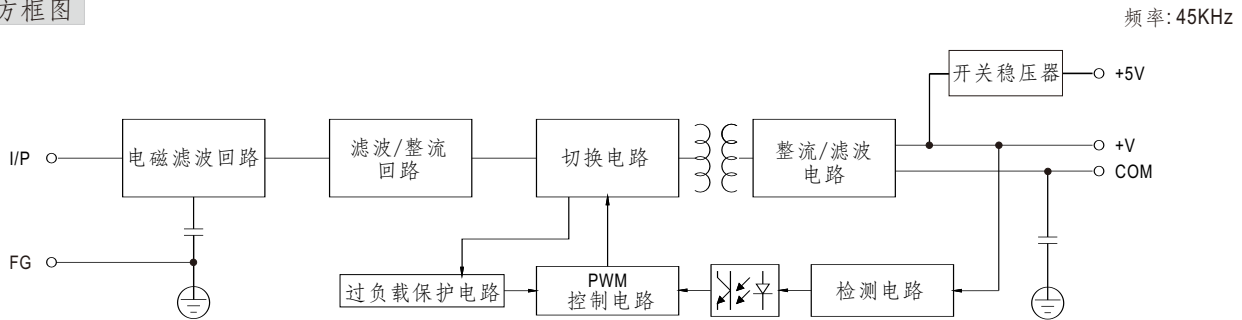 方框图
频率: 45KHz
开关稳压器
+5V
I/P
电磁滤波回路
滤波/整流
回路
切换电路
整流/滤波
电路
+V
COM
FG
过负载保护电路
PWM
控制电路
检测电路